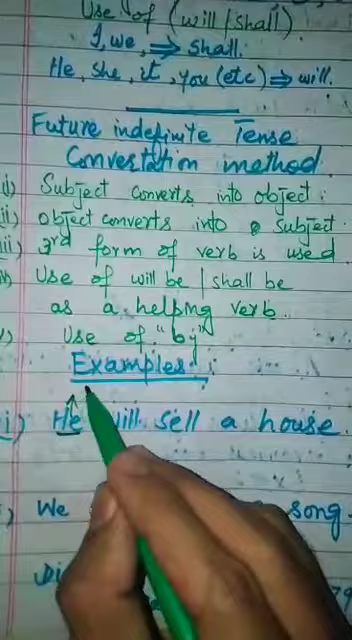 Use of (will/shall)
I, we, ⇒ shall.
He, she, it, you (etc) ⇒ will.
Future indefinite Tense
Convertation method
i) Subject converts into object.
ii) object converts into Subject.
iii) 3rd form of verb is used
iv) Use of will be / shall be
as a helping verb.
v) Use of "by"
Examples:
i) He will sell a house
We song.